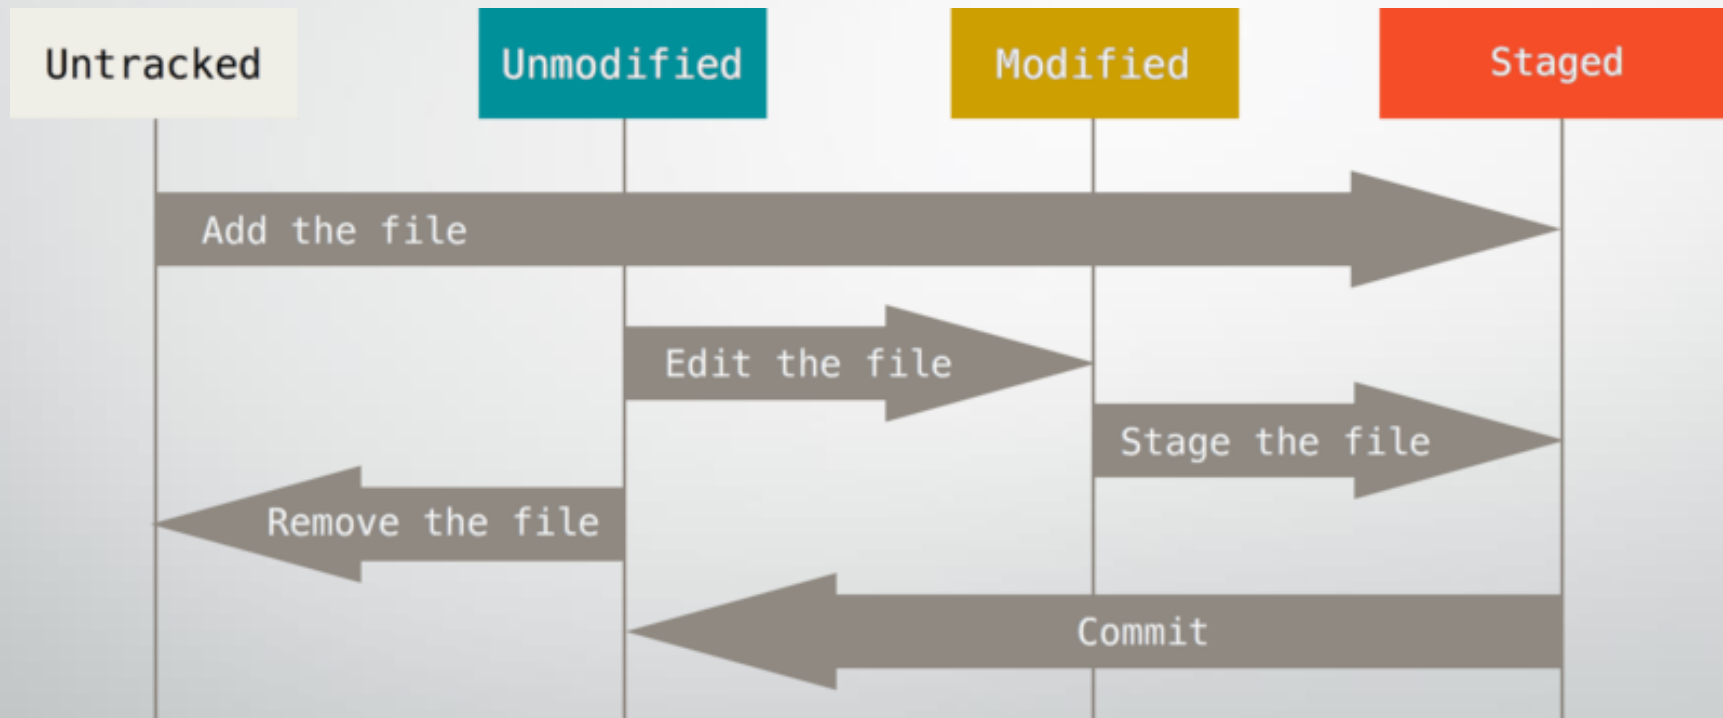 Untracked
Unmodified
Modified
Staged
Add the file
Edit the file
Stage the file
Remove the file
Commit